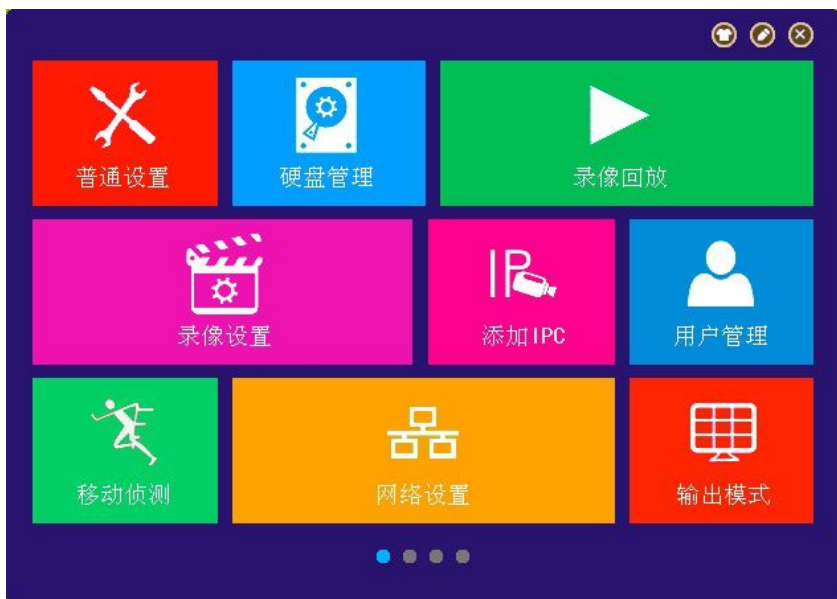 普通设置
硬盘管理
录像回放
录像设置
IP
添加IPC
用户管理
移动侦测
网络设置
输出模式